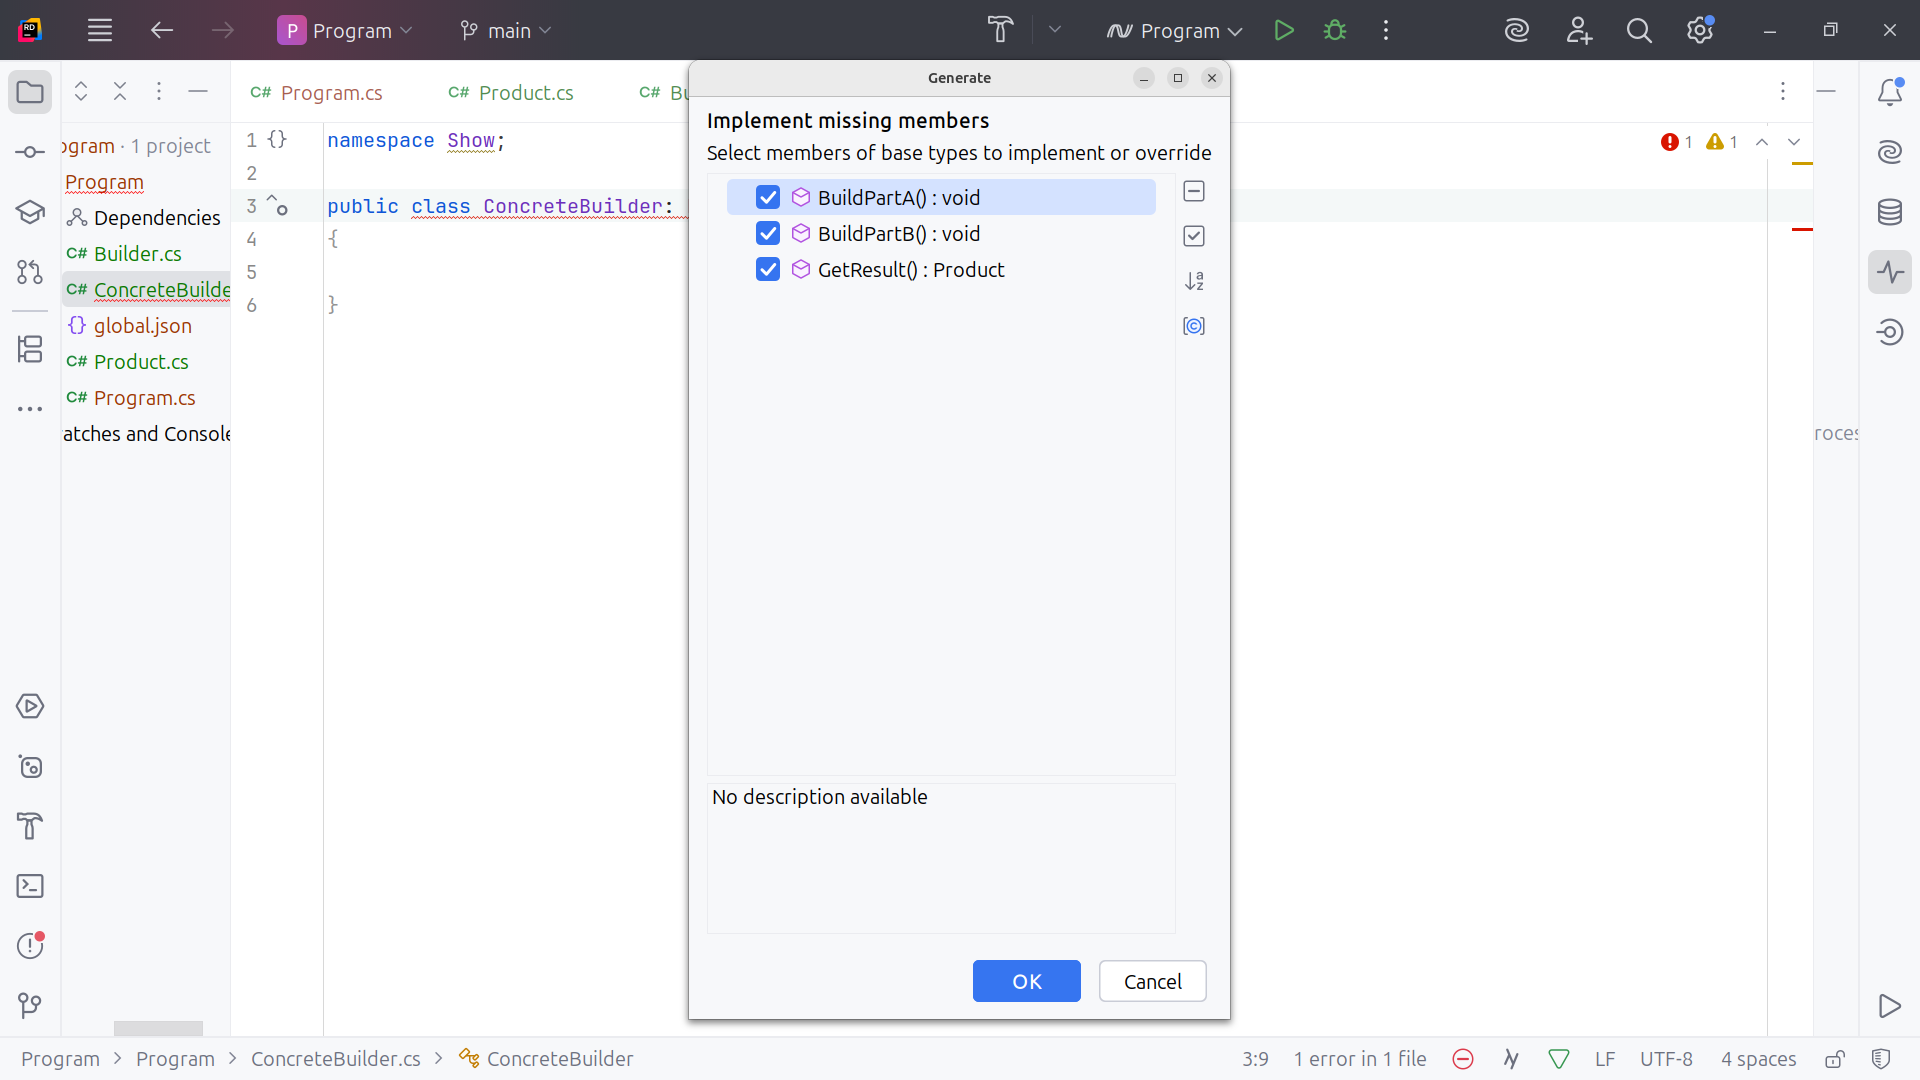 P Program
main
Program
C# Program.cs
C# Product.cs
C# Bu
ogram · 1 project
Program
Dependencies
C# Builder.cs
C# ConcreteBuilde
{} global.json
C# Product.cs
C# Program.cs
atches and Console
1 {} namespace Show;
2
3 public class ConcreteBuilder:
4 {
5
6 }
1 1
Generate
Implement missing members
Select members of base types to implement or override
BuildPartA() : void
BuildPartB() : void
GetResult() : Product
No description available
OK
Cancel
roces
Program > Program > ConcreteBuilder.cs > ConcreteBuilder
3:9 1 error in 1 file LF UTF-8 4 spaces